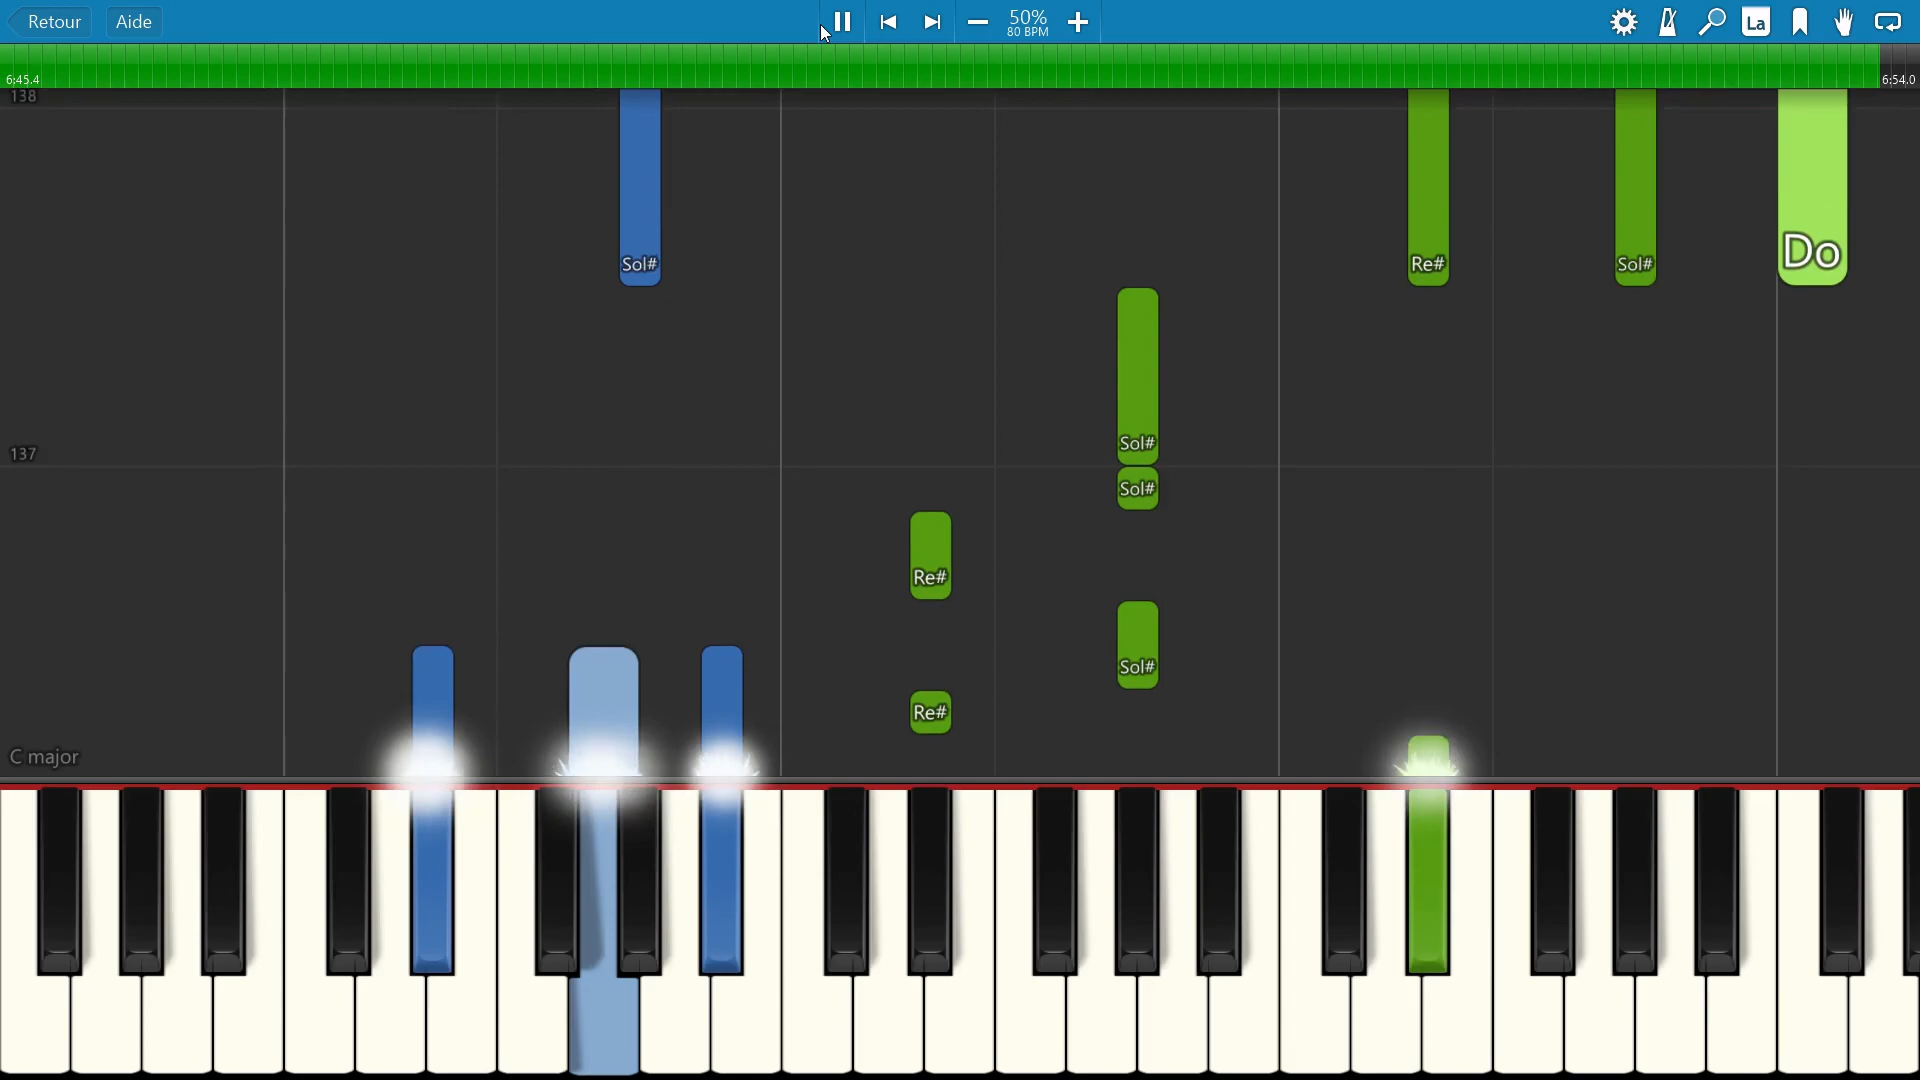 Retour Aide 50% La
80 BPM
6:45.4 6:54.0
138
Sol# Re# Sol# Do
Sol#
137
Sol#
Re#
Sol#
Re#
C major